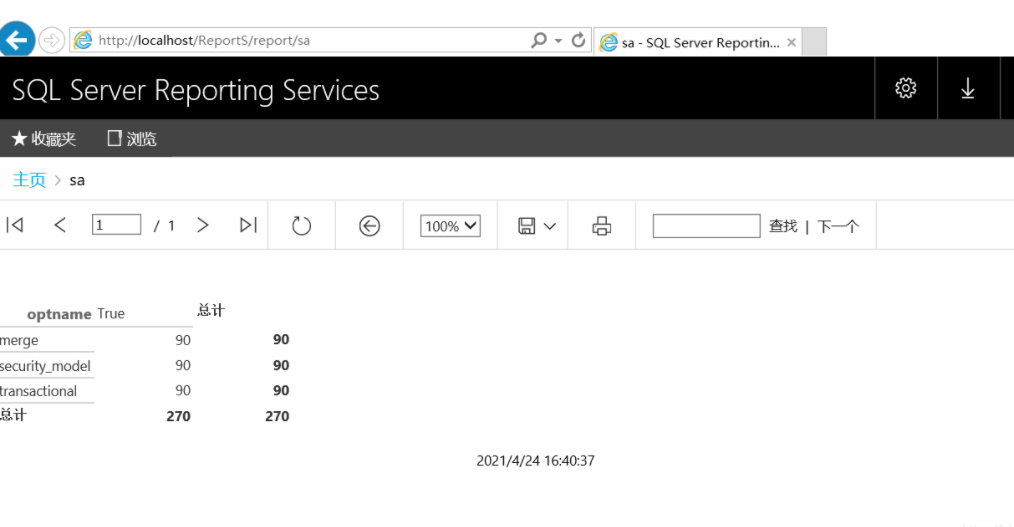 http://localhost/ReportS/report/sa
sa - SQL Server Reportin...
SQL Server Reporting Services
收藏夹 浏览
主页 > sa
1 / 1 100% 查找 | 下一个
optname True 总计
merge 90 90
security_model 90 90
transactional 90 90
总计 270 270
2021/4/24 16:40:37